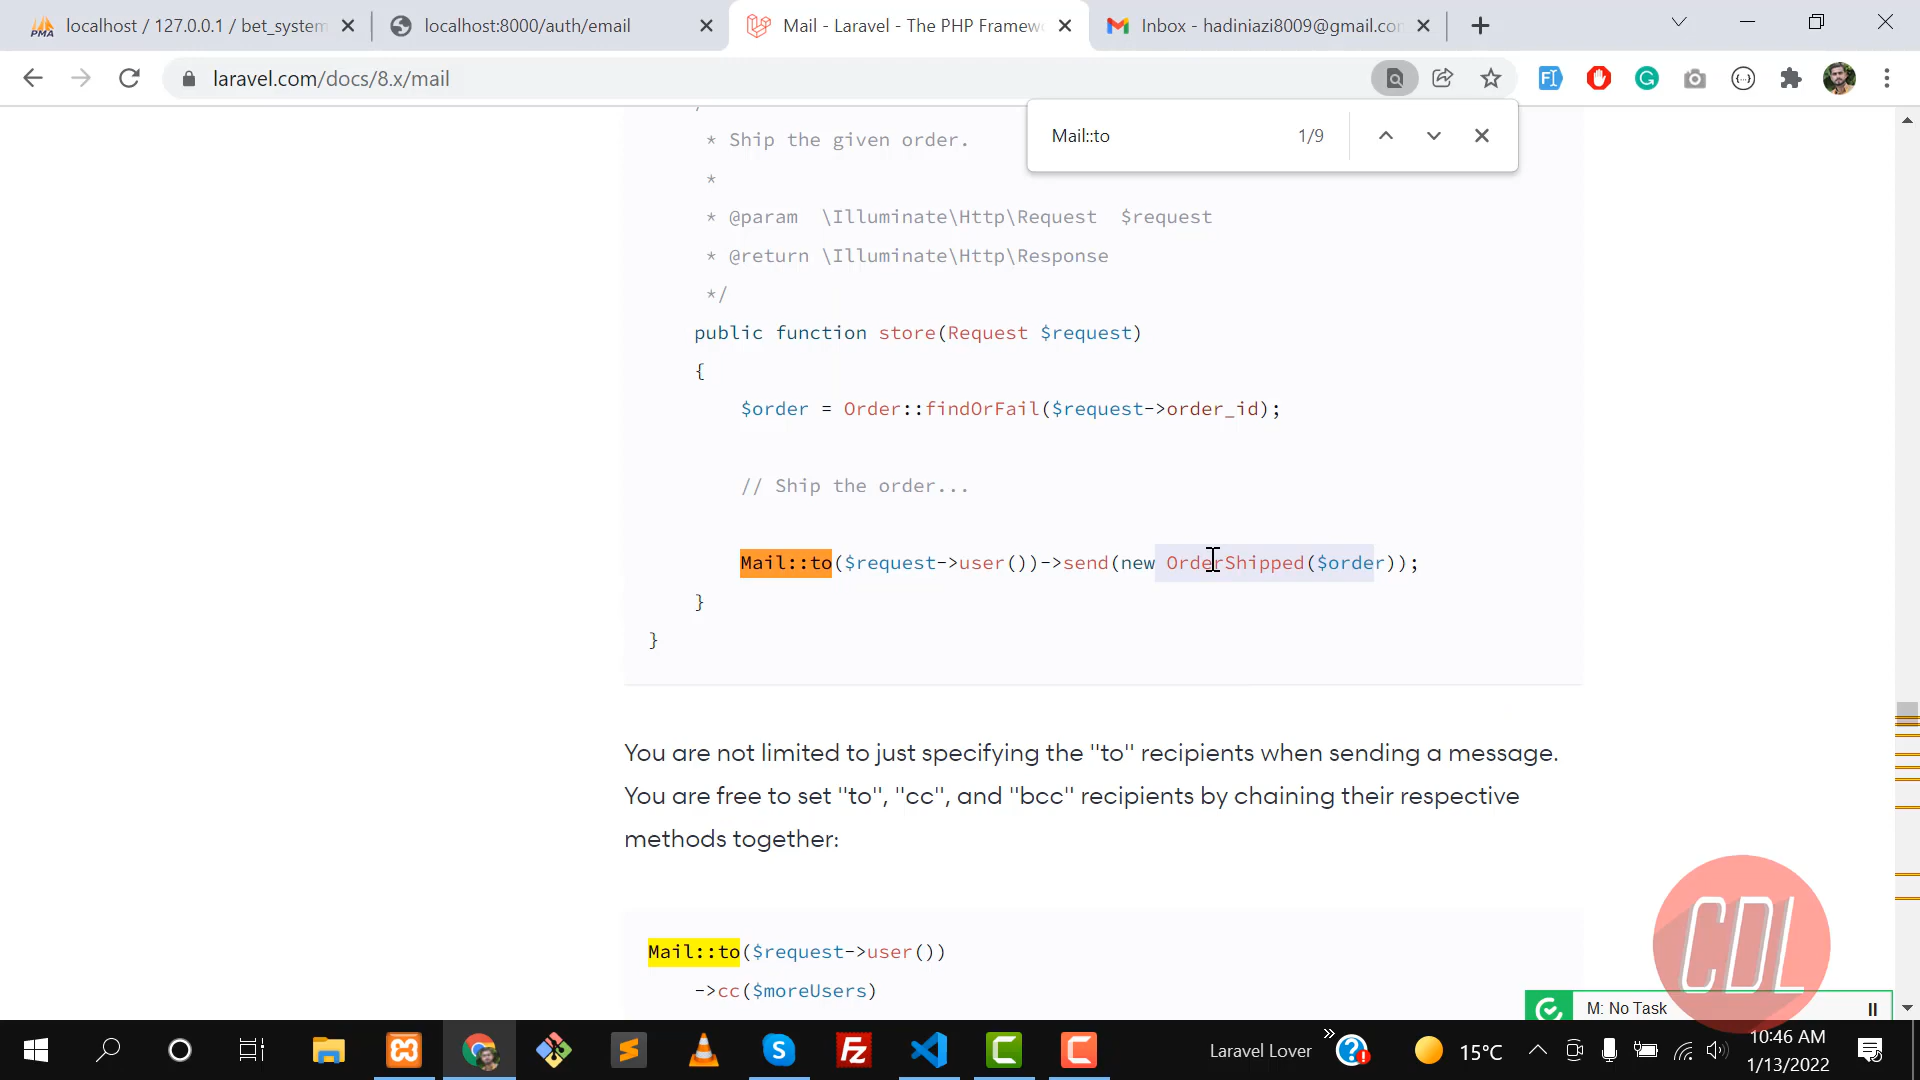 localhost / 127.0.0.1 / bet_system
localhost:8000/auth/email
Mail - Laravel - The PHP Framew
Inbox - hadiniazi8009@gmail.co
laravel.com/docs/8.x/mail
Mail::to
1/9
* Ship the given order.
*
* @param \Illuminate\Http\Request $request
* @return \Illuminate\Http\Response
*/
public function store(Request $request)
{
$order = Order::findOrFail($request->order_id);
// Ship the order...
Mail::to($request->user())->send(new OrderShipped($order));
}
}
You are not limited to just specifying the "to" recipients when sending a message.
You are free to set "to", "cc", and "bcc" recipients by chaining their respective
methods together:
Mail::to($request->user())
->cc($moreUsers)
CDL
M: No Task
Laravel Lover
15°C
10:46 AM
1/13/2022